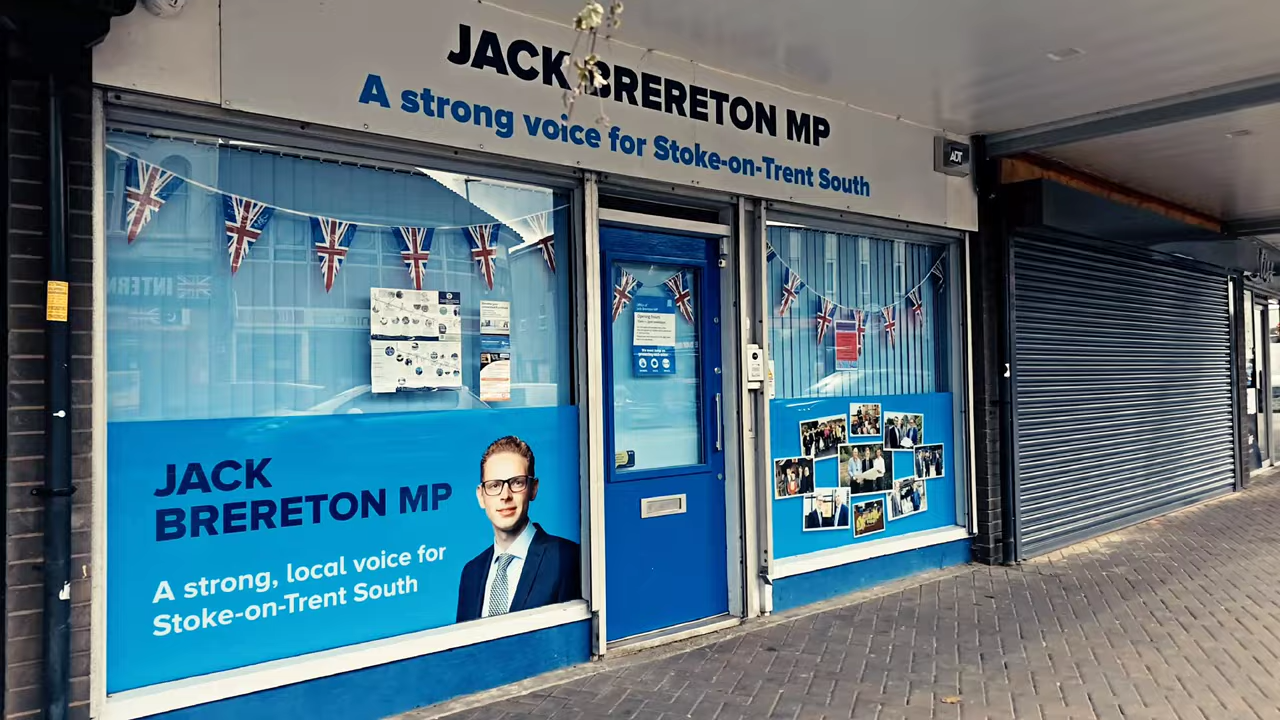 JACK BRERETON MP
A strong voice for Stoke-on-Trent South
ADT
JACK
BRERETON MP
A strong, local voice for
Stoke-on-Trent South
Opening hours